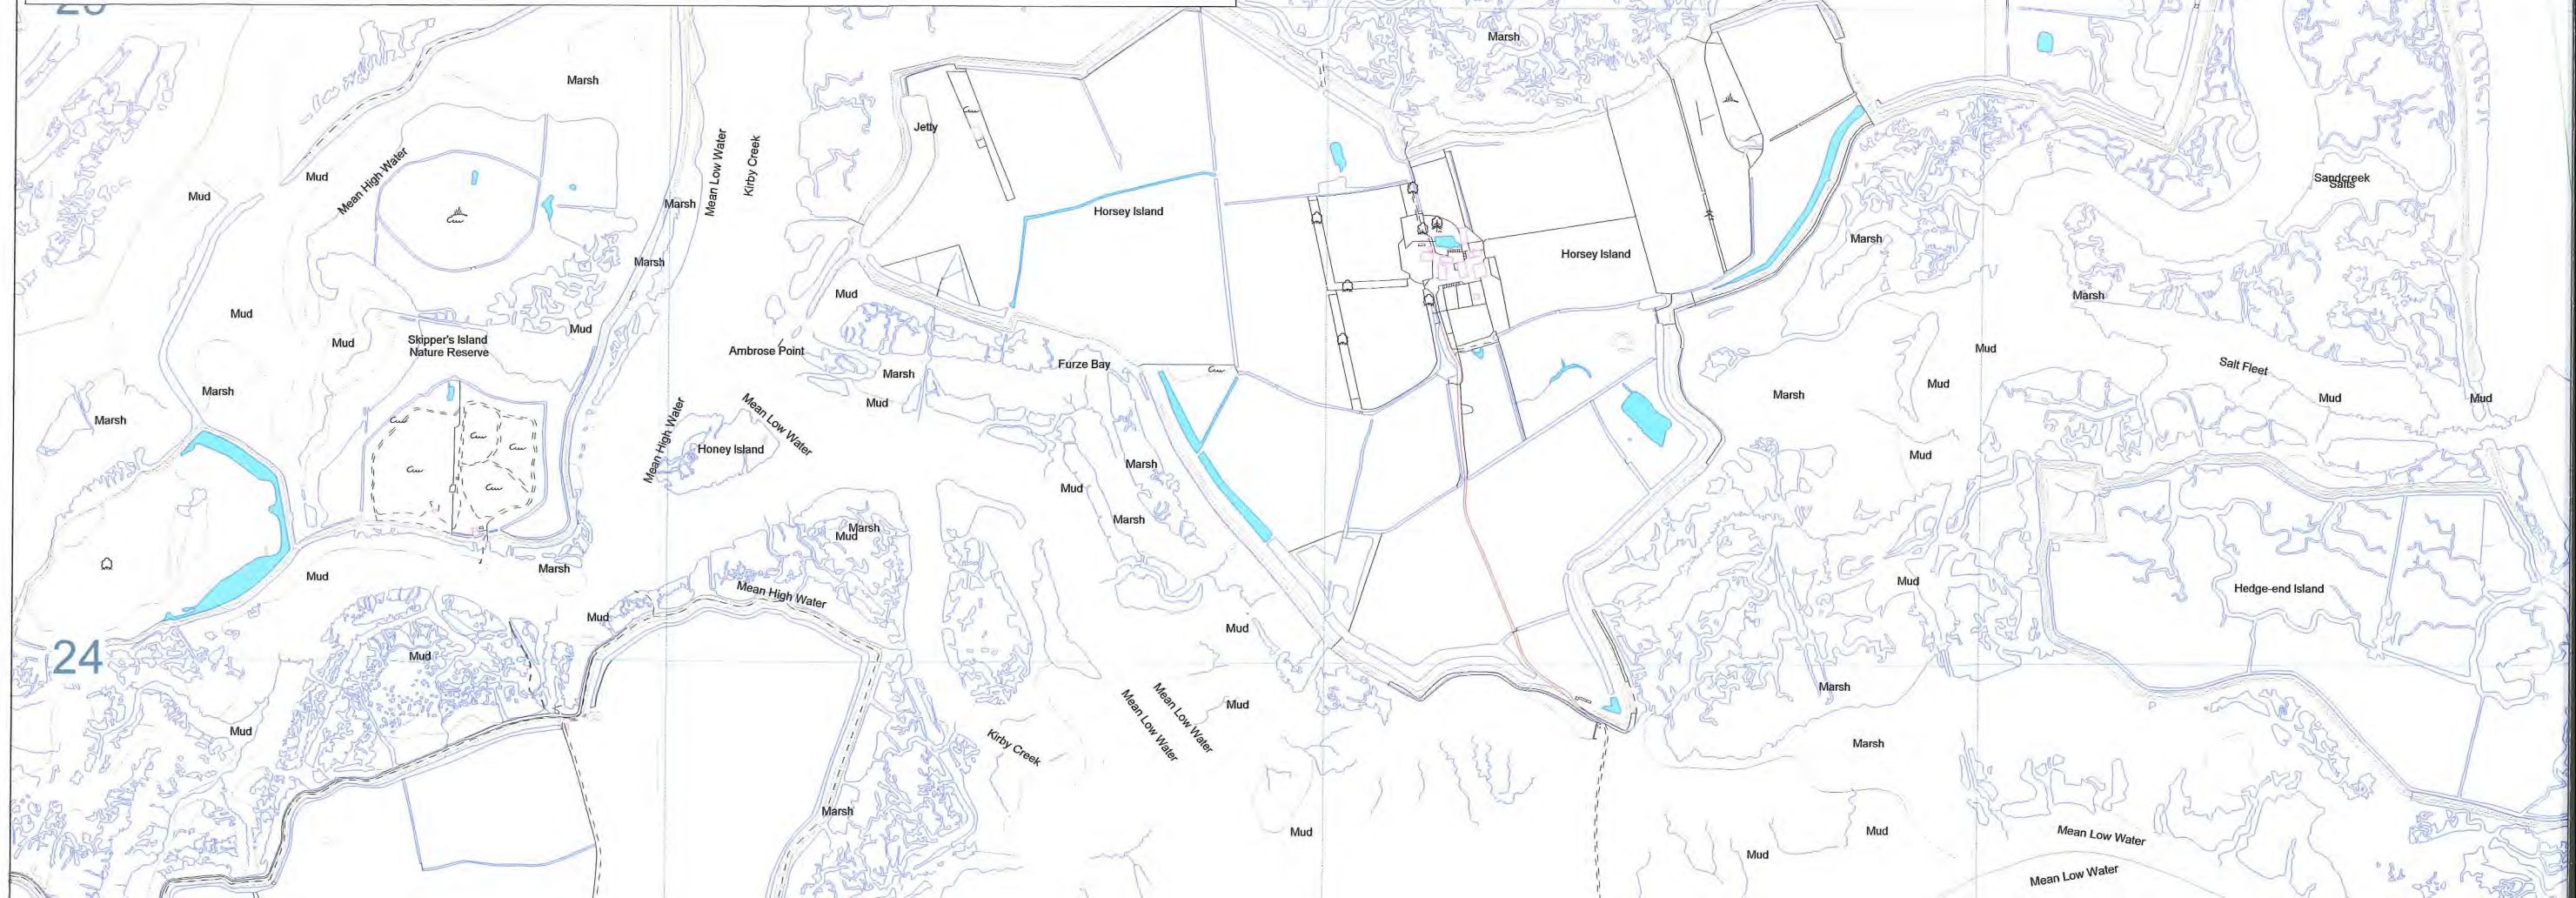 Marsh
Marsh
Jetty
Mean Low Water
Kirby Creek
Mud
Mean High Water
Mud
Sandcreek
Salts
Marsh
Horsey Island
Marsh
Horsey Island
Marsh
Mud
Marsh
Mud
Mud
Mud
Skipper's Island
Nature Reserve
Mud
Ambrose Point
Furze Bay
Mud
Salt Fleet
Marsh
Mud
Marsh
Marsh
Mud
Mud
Mud
Marsh
Mean High Water
Mean Low Water
Honey Island
Mud
Marsh
Mud
Marsh
Marsh
Mud
Marsh
Mud
Mud
Hedge-end Island
Mean High Water
Mud
Mud
24
Mud
Marsh
Mean Low Water
Mean Low Water
Mud
Mud
Kirby Creek
Marsh
Marsh
Mud
Mud
Mean Low Water
Mud
Mean Low Water